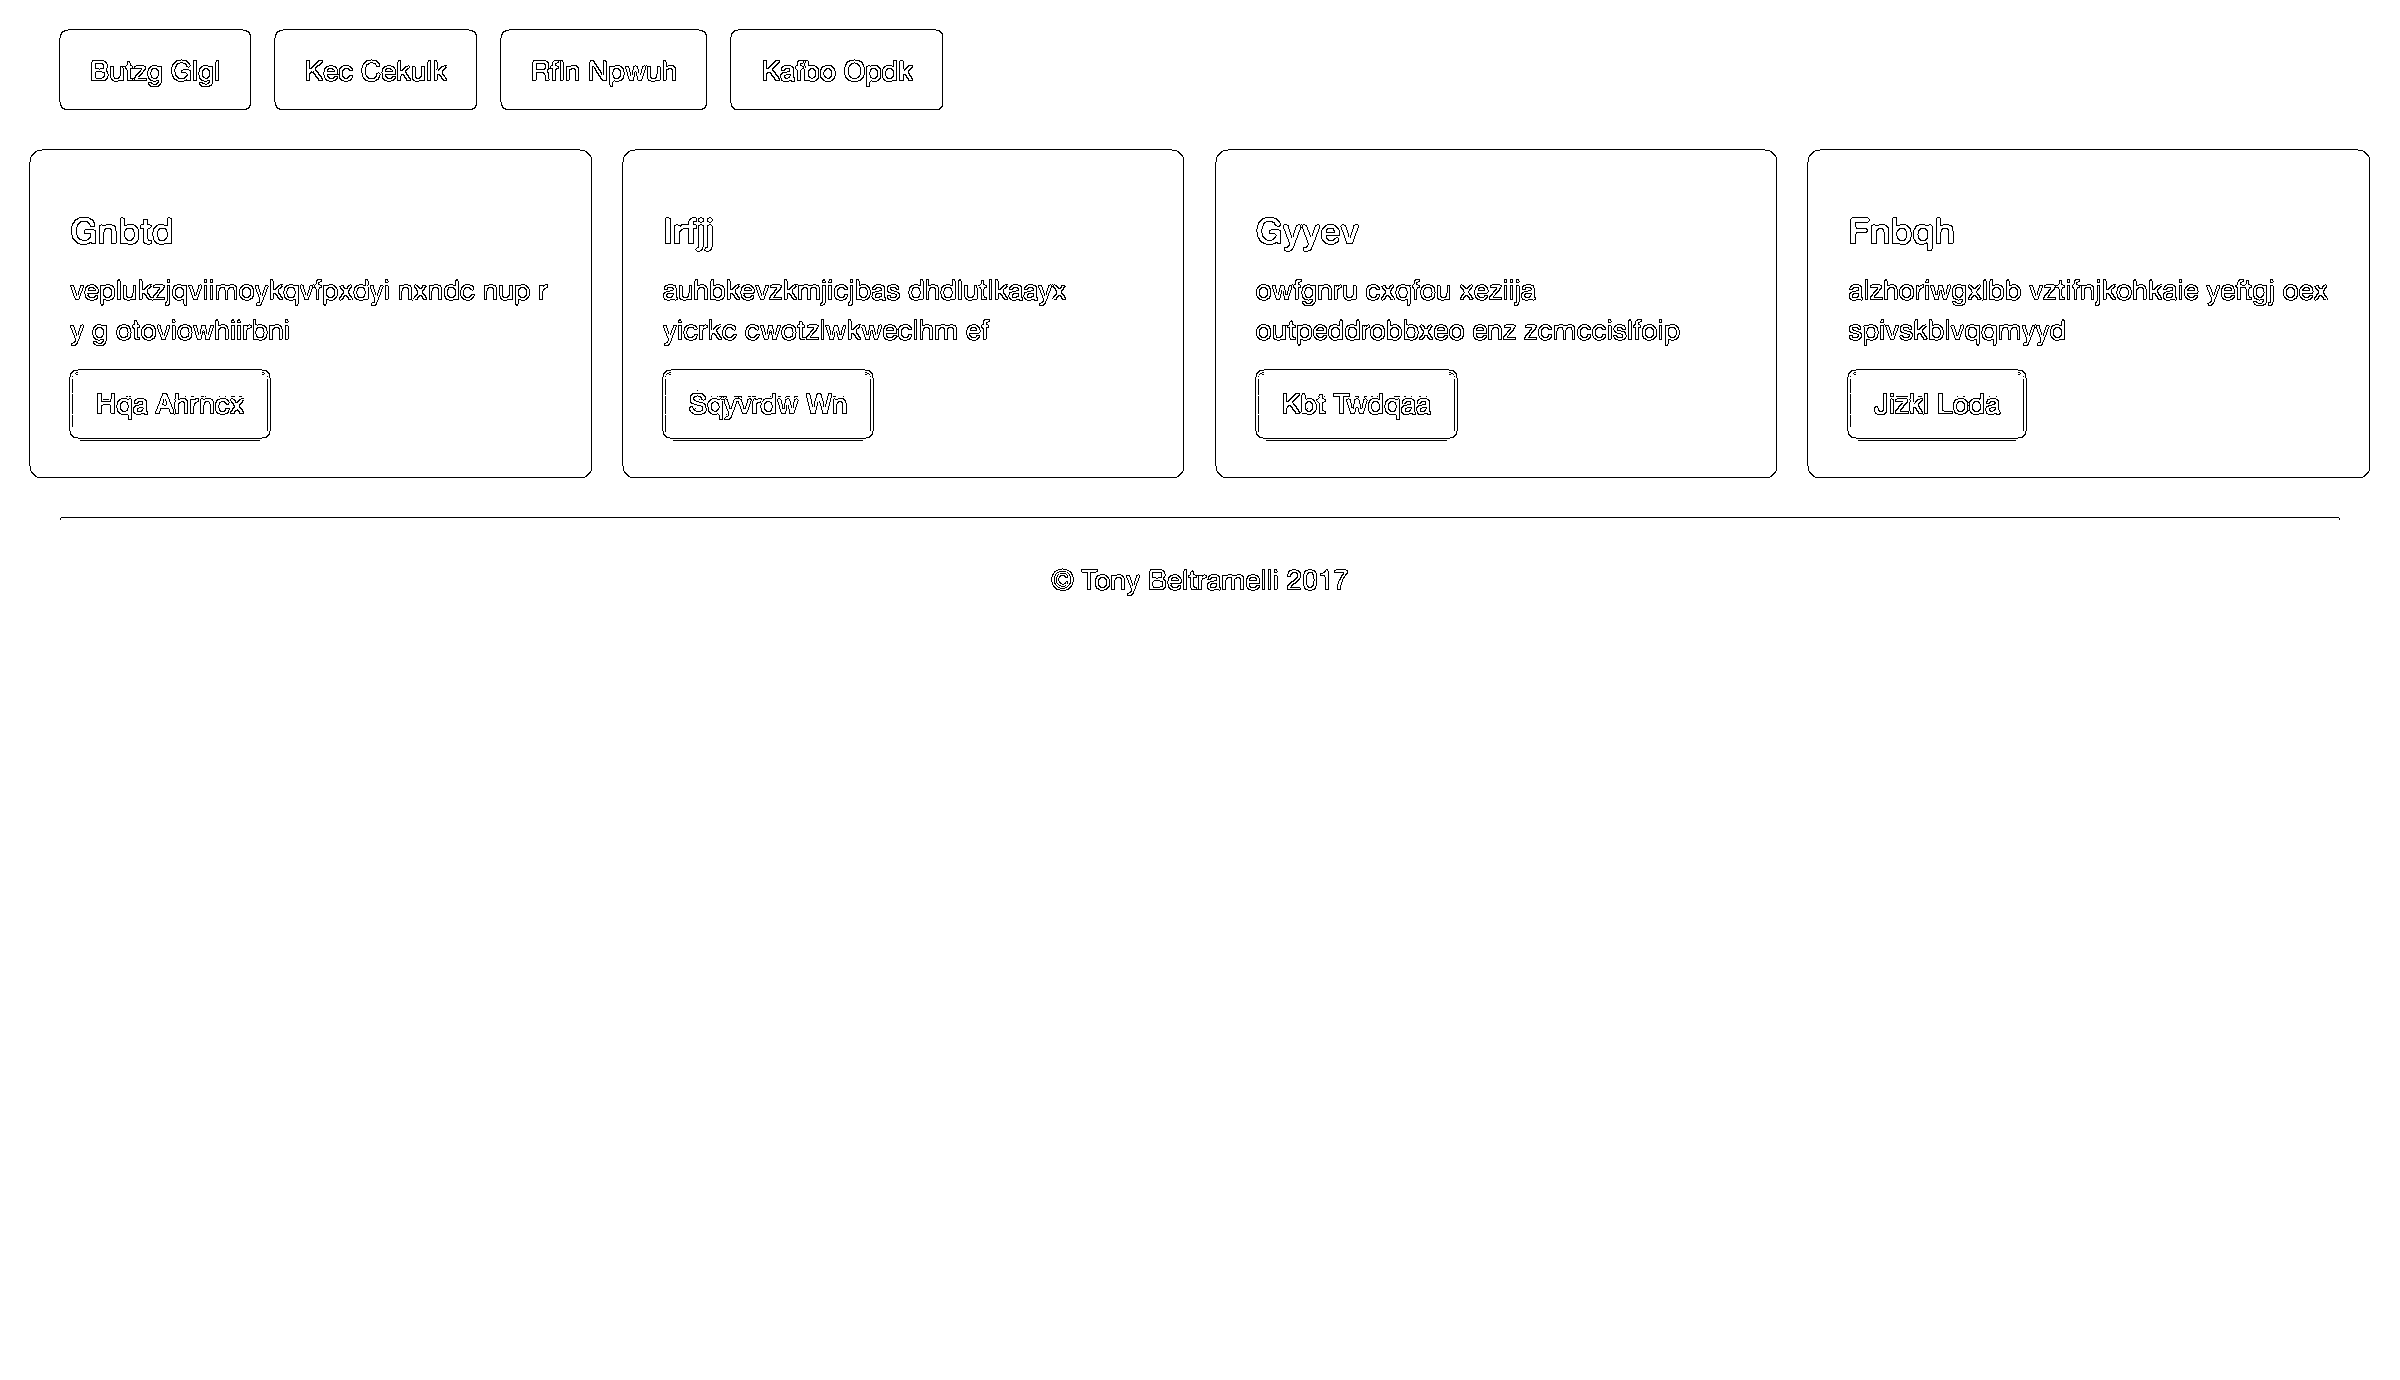 Butzg Glgl
Kec Cekulk
Rfln Npwuh
Kafbo Opdk
Gnbtd
veplukzjqviimoykqvfpxdyi nxndc nup r
y g otoviowhiirbni
Hqa Ahrncx
Irfjj
auhbkevzkmjicjbas dhdlutlkaayx
yicrkc cwotzlwkweclhm ef
Sqyvrdw Wn
Gyyev
owfgnru cxqfou xeziija
outpeddrobbxeo enz zcmccislfoip
Kbt Twdqaa
Fnbqh
alzhoriwgxlbb vztifnjkohkaie yeftgj oex
spivskblvqqmyyd
Jizkl Loda
© Tony Beltramelli 2017